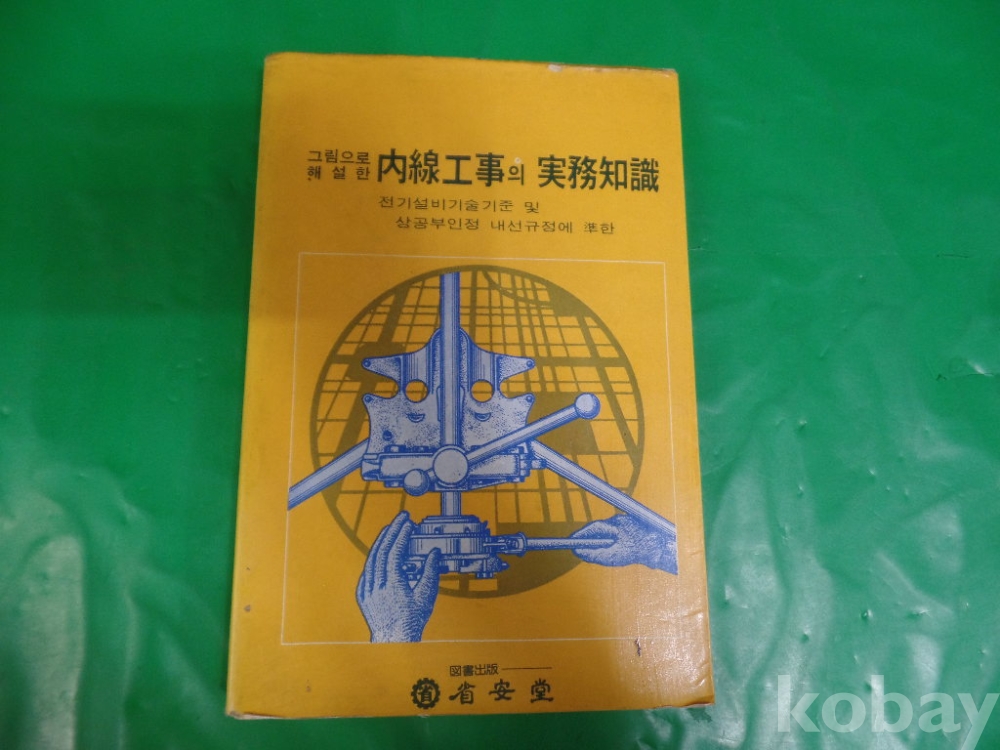 그림으로
해설한
内線工事의 実務知識
전기설비기술기준 및
상공부인정 내선규정에 準한
図書出版
省安堂
kobay